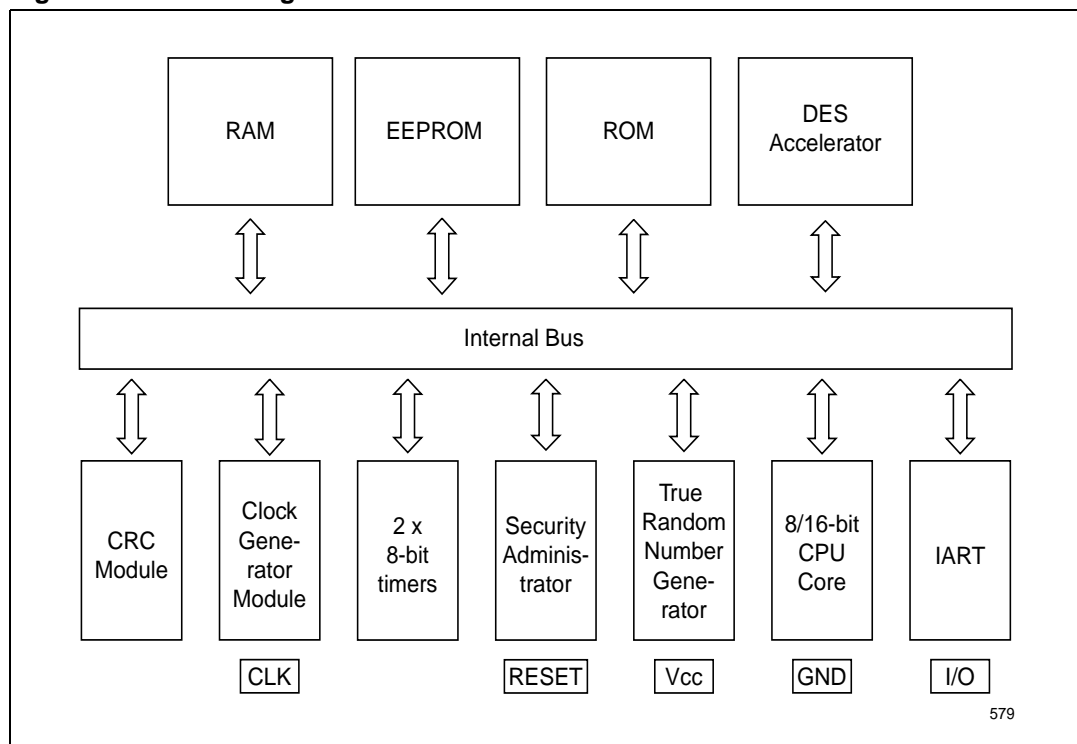 RAM
EEPROM
ROM
DES
Accelerator
Internal Bus
CRC
Module
Clock
Gene-
rator
Module
2 x
8-bit
timers
Security
Adminis-
trator
True
Random
Number
Gene-
rator
8/16-bit
CPU
Core
IART
CLK
RESET
Vcc
GND
I/O
579